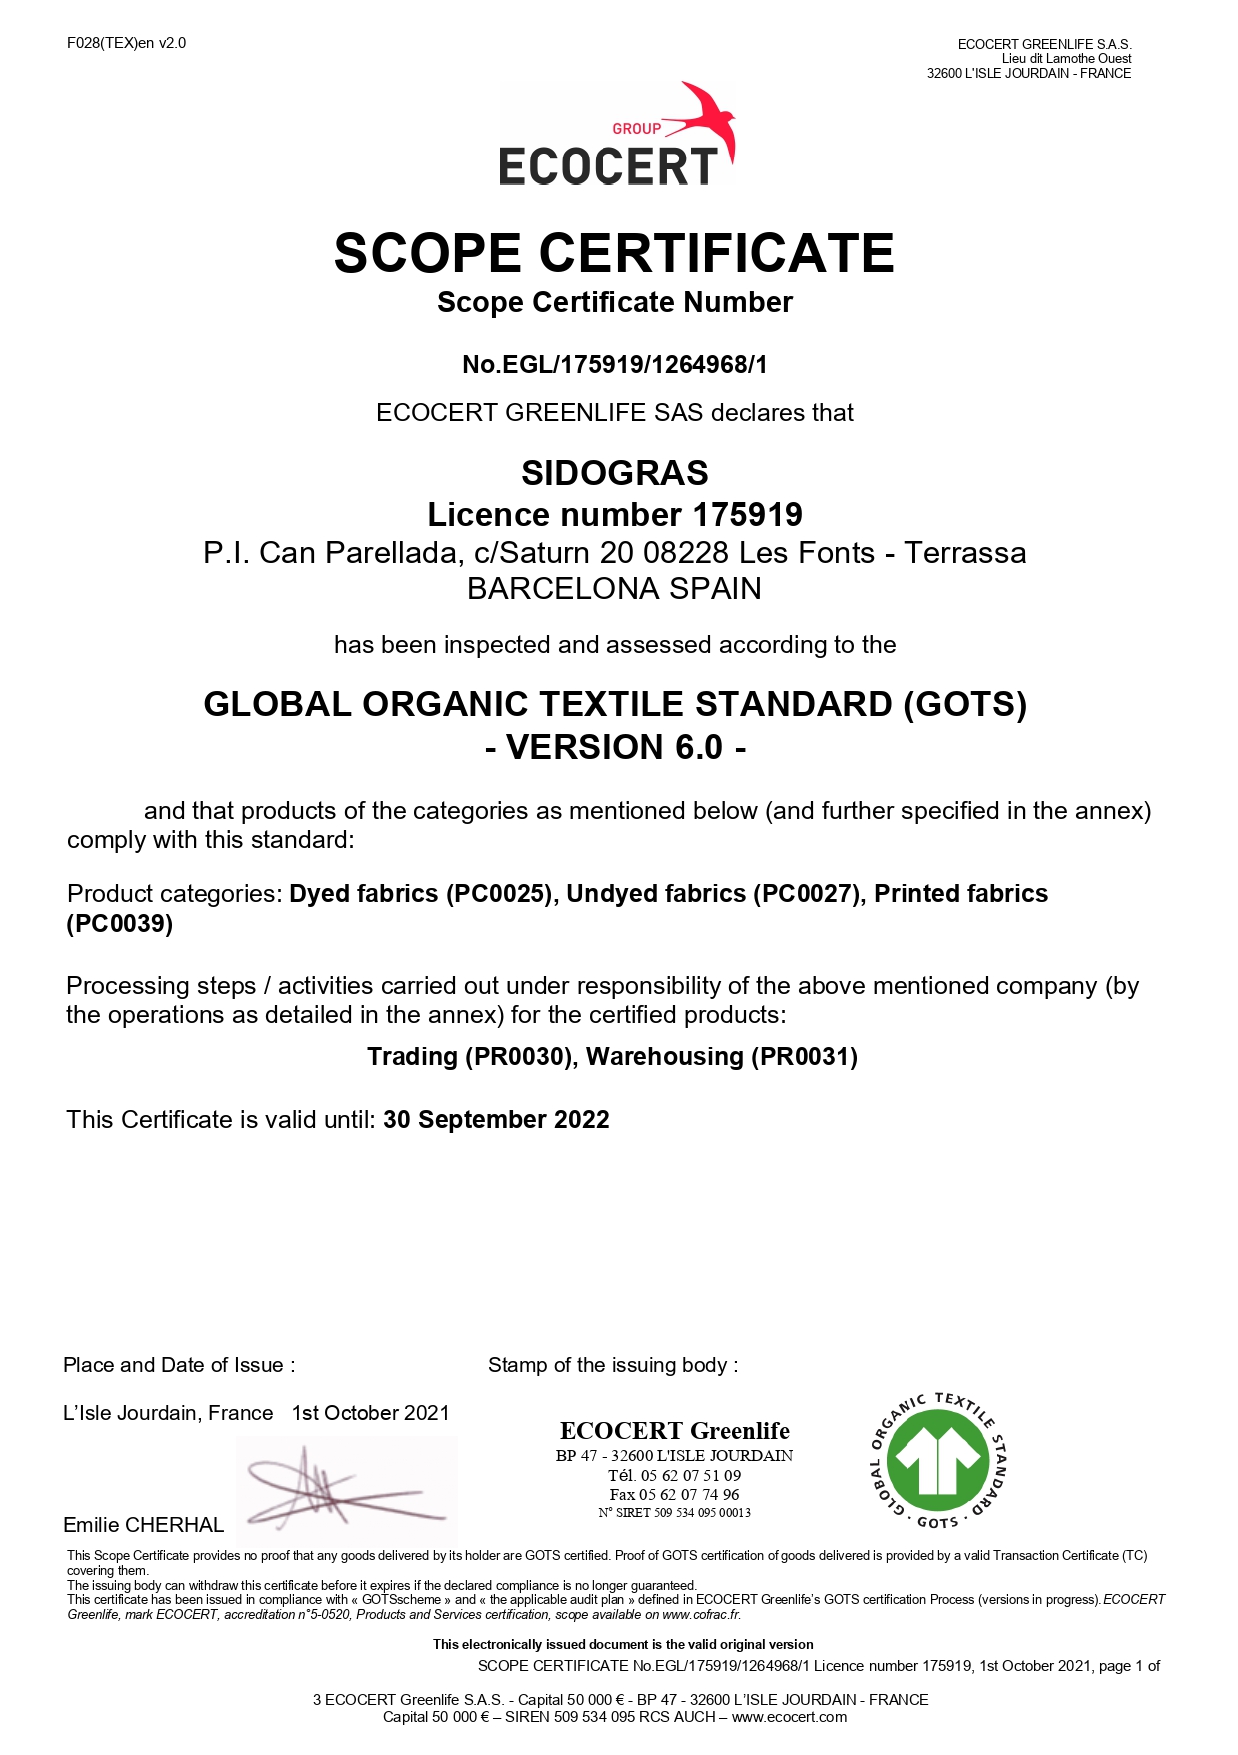 F028(TEX)en v2.0
ECOCERT GREENLIFE S.A.S.
Lieu dit Lamothe Ouest
32600 L'ISLE JOURDAIN - FRANCE
GROUP
ECOCERT
SCOPE CERTIFICATE
Scope Certificate Number
No.EGL/175919/1264968/1
ECOCERT GREENLIFE SAS declares that
SIDOGRAS
Licence number 175919
P.I. Can Parellada, c/Saturn 20 08228 Les Fonts - Terrassa
BARCELONA SPAIN
has been inspected and assessed according to the
GLOBAL ORGANIC TEXTILE STANDARD (GOTS)
- VERSION 6.0 -
and that products of the categories as mentioned below (and further specified in the annex)
comply with this standard:
Product categories: Dyed fabrics (PC0025), Undyed fabrics (PC0027), Printed fabrics
(PC0039)
Processing steps / activities carried out under responsibility of the above mentioned company (by
the operations as detailed in the annex) for the certified products:
Trading (PR0030), Warehousing (PR0031)
This Certificate is valid until: 30 September 2022
Place and Date of Issue :
Stamp of the issuing body :
L’Isle Jourdain, France 1st October 2021
ECOCERT Greenlife
BP 47 - 32600 L'ISLE JOURDAIN
Tél. 05 62 07 51 09
Fax 05 62 07 74 96
N° SIRET 509 534 095 00013
GLOBAL ORGANIC TEXTILE STANDARD · GOTS ·
Emilie CHERHAL
This Scope Certificate provides no proof that any goods delivered by its holder are GOTS certified. Proof of GOTS certification of goods delivered is provided by a valid Transaction Certificate (TC)
covering them.
The issuing body can withdraw this certificate before it expires if the declared compliance is no longer guaranteed.
This certificate has been issued in compliance with « GOTSscheme » and « the applicable audit plan » defined in ECOCERT Greenlife’s GOTS certification Process (versions in progress). ECOCERT
Greenlife, mark ECOCERT, accreditation n°5-0520, Products and Services certification, scope available on www.cofrac.fr.
This electronically issued document is the valid original version
SCOPE CERTIFICATE No.EGL/175919/1264968/1 Licence number 175919, 1st October 2021, page 1 of
3 ECOCERT Greenlife S.A.S. - Capital 50 000 € - BP 47 - 32600 L’ISLE JOURDAIN - FRANCE
Capital 50 000 € – SIREN 509 534 095 RCS AUCH – www.ecocert.com